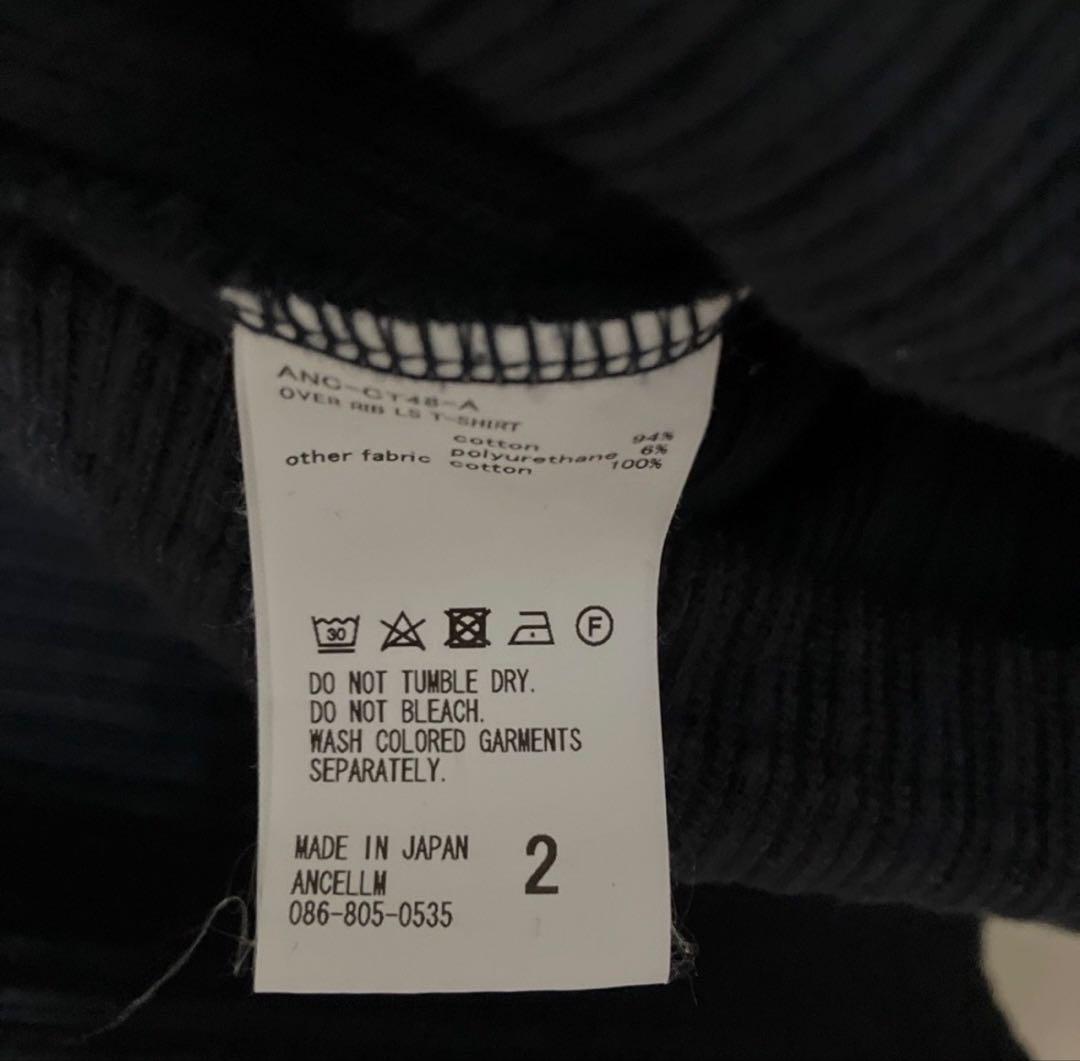 ANC-CT48-A
OVER RIB LS T-SHIRT
cotton 94%
polyurethane 6%
other fabric cotton 100%
30 F
DO NOT TUMBLE DRY.
DO NOT BLEACH.
WASH COLORED GARMENTS
SEPARATELY.
MADE IN JAPAN 2
ANCELLM
086-805-0535